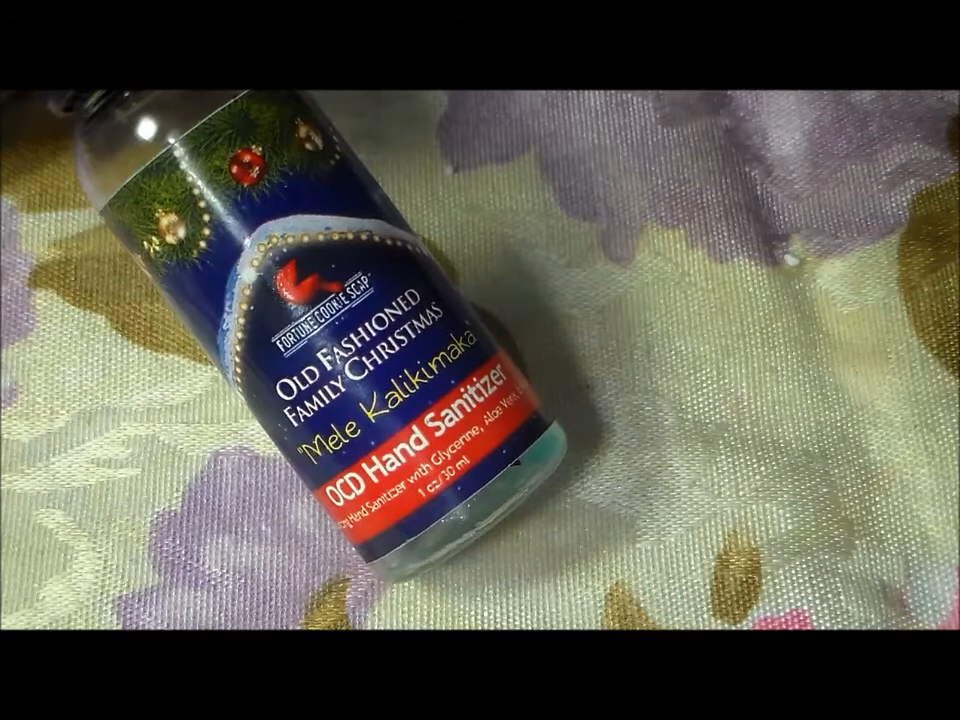 FORTUNE COOKIE SOAP
OLD FASHIONED
FAMILY CHRISTMAS
"Mele Kalikimaka
OCD Hand Sanitizer
Hand Sanitizer with Glycerine, Aloe Vera,
1 oz/30 ml